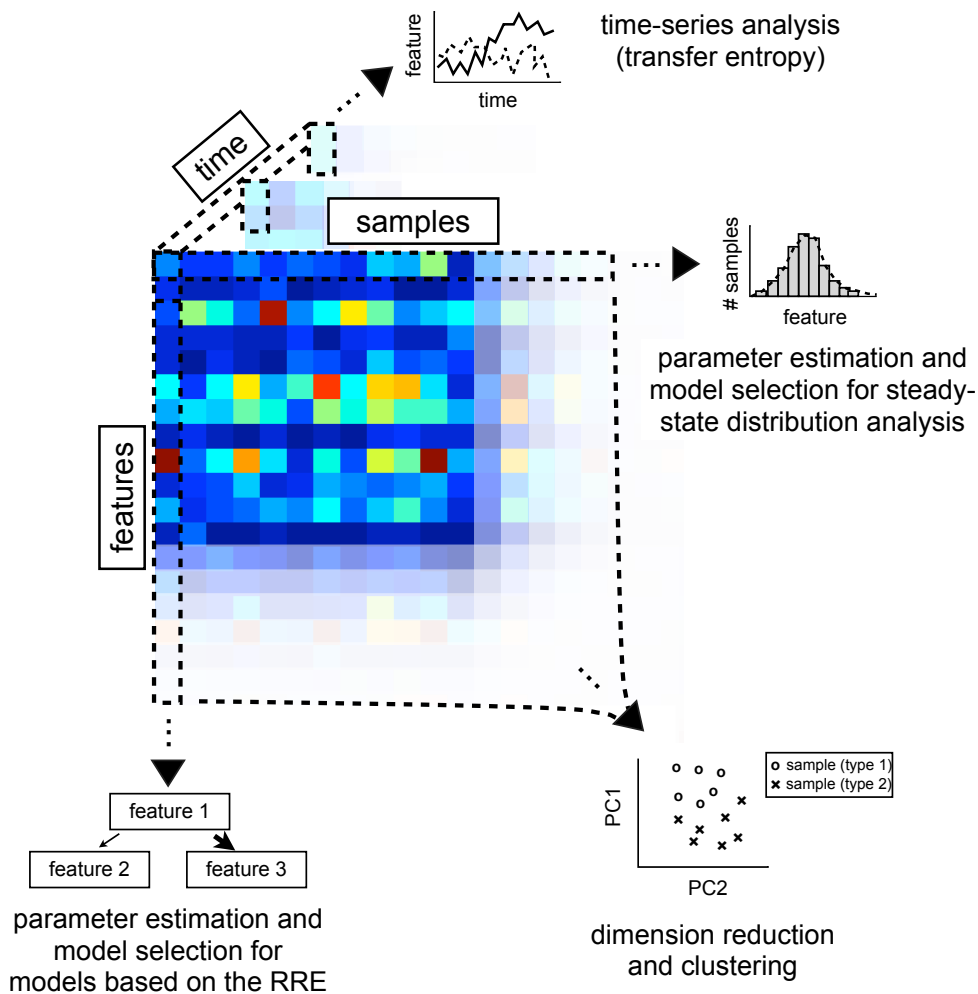 time-series analysis
(transfer entropy)
feature
time
time
samples
# samples
feature
parameter estimation and
model selection for steady-
state distribution analysis
features
feature 1
feature 2
feature 3
parameter estimation and
model selection for
models based on the RRE
o sample (type 1)
x sample (type 2)
PC1
PC2
dimension reduction
and clustering